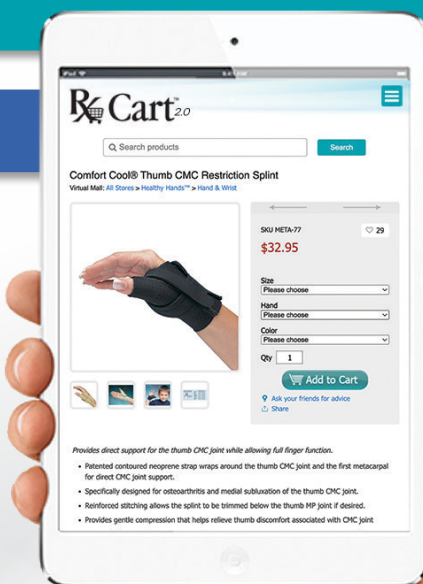 iPad
Rx Cart™ 2.0
Search products
Search
Comfort Cool® Thumb CMC Restriction Splint
Virtual Mall: All Stores > Healthy Hands™ > Hand & Wrist
SKU META-77
29
$32.95
Size
Please choose
Hand
Please choose
Color
Please choose
Qty 1
Add to Cart
Ask your friends for advice
Share
Provides direct support for the thumb CMC joint while allowing full finger function.
• Patented contoured neoprene strap wraps around the thumb CMC joint and the first metacarpal
for direct CMC joint support.
• Specifically designed for osteoarthritis and medial subluxation of the thumb CMC joint.
• Reinforced stitching allows the splint to be trimmed below the thumb MP joint if desired.
• Provides gentle compression that helps relieve thumb discomfort associated with CMC joint